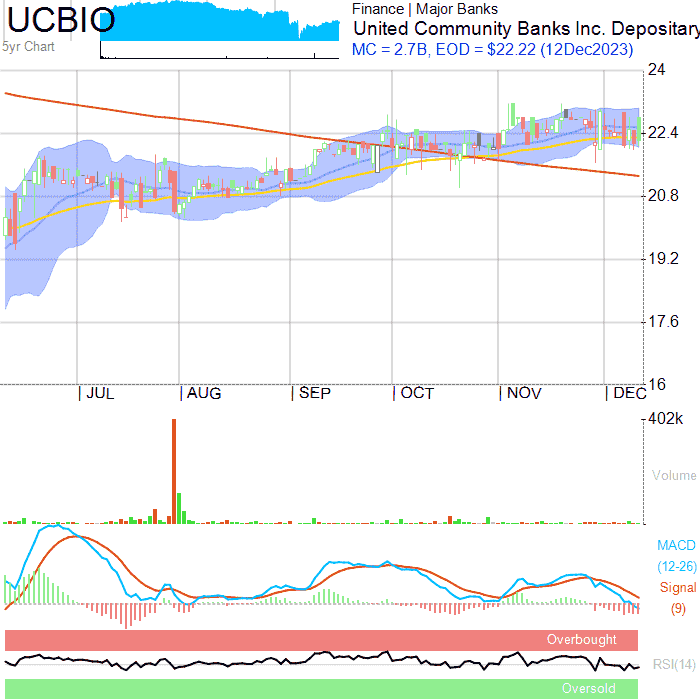 UCBIO
5yr Chart
Finance | Major Banks
United Community Banks Inc. Depositary
MC = 2.7B, EOD = $22.22 (12Dec2023)
24
22.4
20.8
19.2
17.6
16
| JUL | AUG | SEP | OCT | NOV | DEC
402k
Volume
MACD
(12-26)
Signal
(9)
Overbought
RSI(14)
Oversold